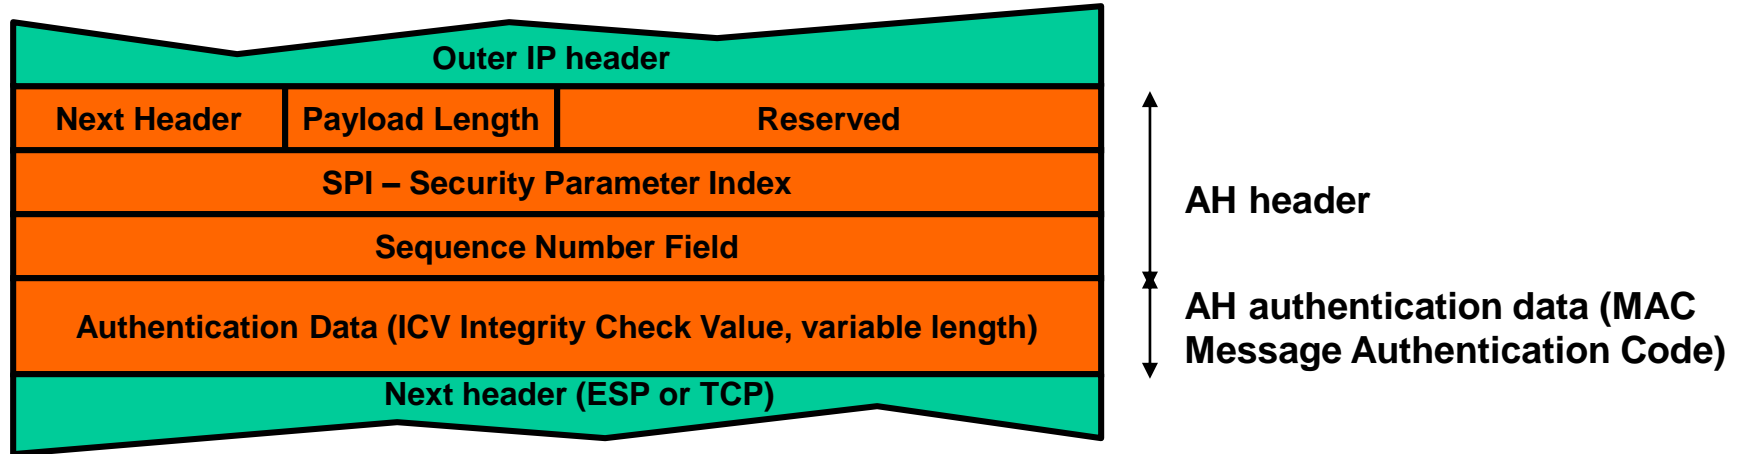 Outer IP header
Next Header Payload Length Reserved
SPI – Security Parameter Index
Sequence Number Field
Authentication Data (ICV Integrity Check Value, variable length)
Next header (ESP or TCP)
AH header
AH authentication data (MAC
Message Authentication Code)